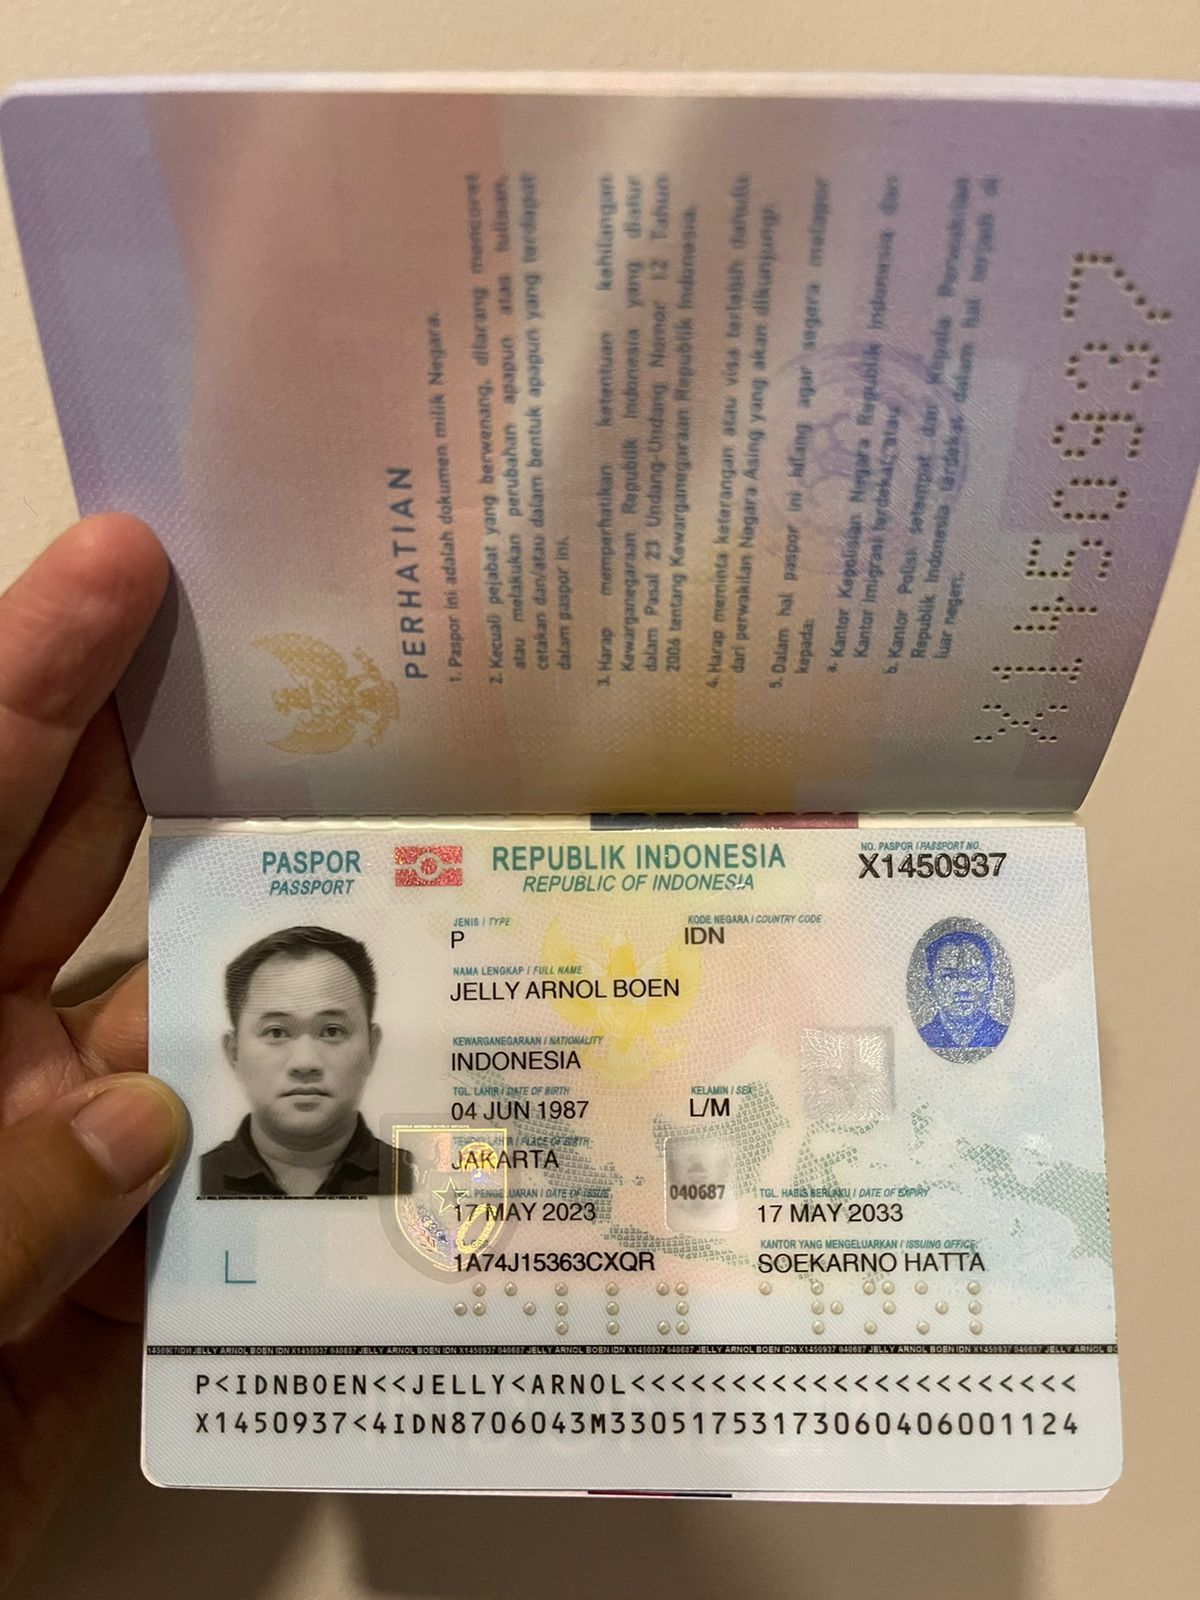 PERHATIAN
1. Paspor ini adalah dokumen milik Negara.
2. Kecuali pejabat yang berwenang, dilarang mencoret
atau melakukan perubahan apapun atas tulisan,
cetakan dan/atau dalam bentuk apapun yang terdapat
dalam paspor ini.
3. Harap memperhatikan ketentuan kehilangan
Kewarganegaraan Republik Indonesia yang diatur
dalam Pasal 23 Undang-Undang Nomor 12 Tahun
2006 tentang Kewarganegaraan Republik Indonesia.
4. Harap meminta keterangan atau visa terlebih dahulu
dari perwakilan Negara Asing yang akan dikunjungi.
5. Dalam hal paspor ini hilang agar segera melapor
kepada:
a. Kantor Kepolisian Negara Republik Indonesia dan
Kantor Imigrasi terdekat, atau
b. Kantor Polisi setempat dan Kepala Perwakilan
Republik Indonesia terdekat dalam hal terjadi di
luar negeri.
X1450937
PASPOR
PASSPORT
REPUBLIK INDONESIA
REPUBLIC OF INDONESIA
NO. PASPOR / PASSPORT NO.
X1450937
JENIS / TYPE
P
KODE NEGARA / COUNTRY CODE
IDN
NAMA LENGKAP / FULL NAME
JELLY ARNOL BOEN
KEWARGANEGARAAN / NATIONALITY
INDONESIA
TGL. LAHIR / DATE OF BIRTH
04 JUN 1987
KELAMIN / SEX
L/M
TEMPAT LAHIR / PLACE OF BIRTH
JAKARTA
TGL. PENGELUARAN / DATE OF ISSUE
17 MAY 2023
040687
TGL. HABIS BERLAKU / DATE OF EXPIRY
17 MAY 2033
1A74J15363CXQR
KANTOR YANG MENGELUARKAN / ISSUING OFFICE
SOEKARNO HATTA
JELLY ARNOL BOEN IDN X1450937 040687 JELLY ARNOL BOEN IDN X1450937 040687 JELLY ARNOL BOEN IDN X1450937 040687 JELLY ARNOL BOEN IDN X1450937 040687 JELLY ARNOL BOEN
P<IDNBOEN<<JELLY<ARNOL<<<<<<<<<<<<<<<<<<<<<<
X1450937<4IDN8706043M33051753173060406001124